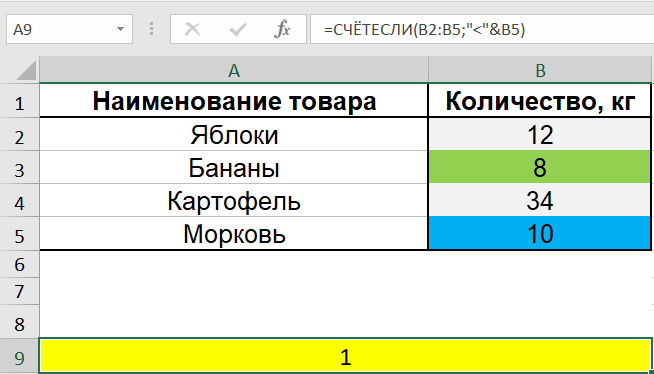 A9 fx =СЧЁТЕСЛИ(B2:B5;"<"&B5)
A B
1 Наименование товара Количество, кг
2 Яблоки 12
3 Бананы 8
4 Картофель 34
5 Морковь 10
6
7
8
9 1